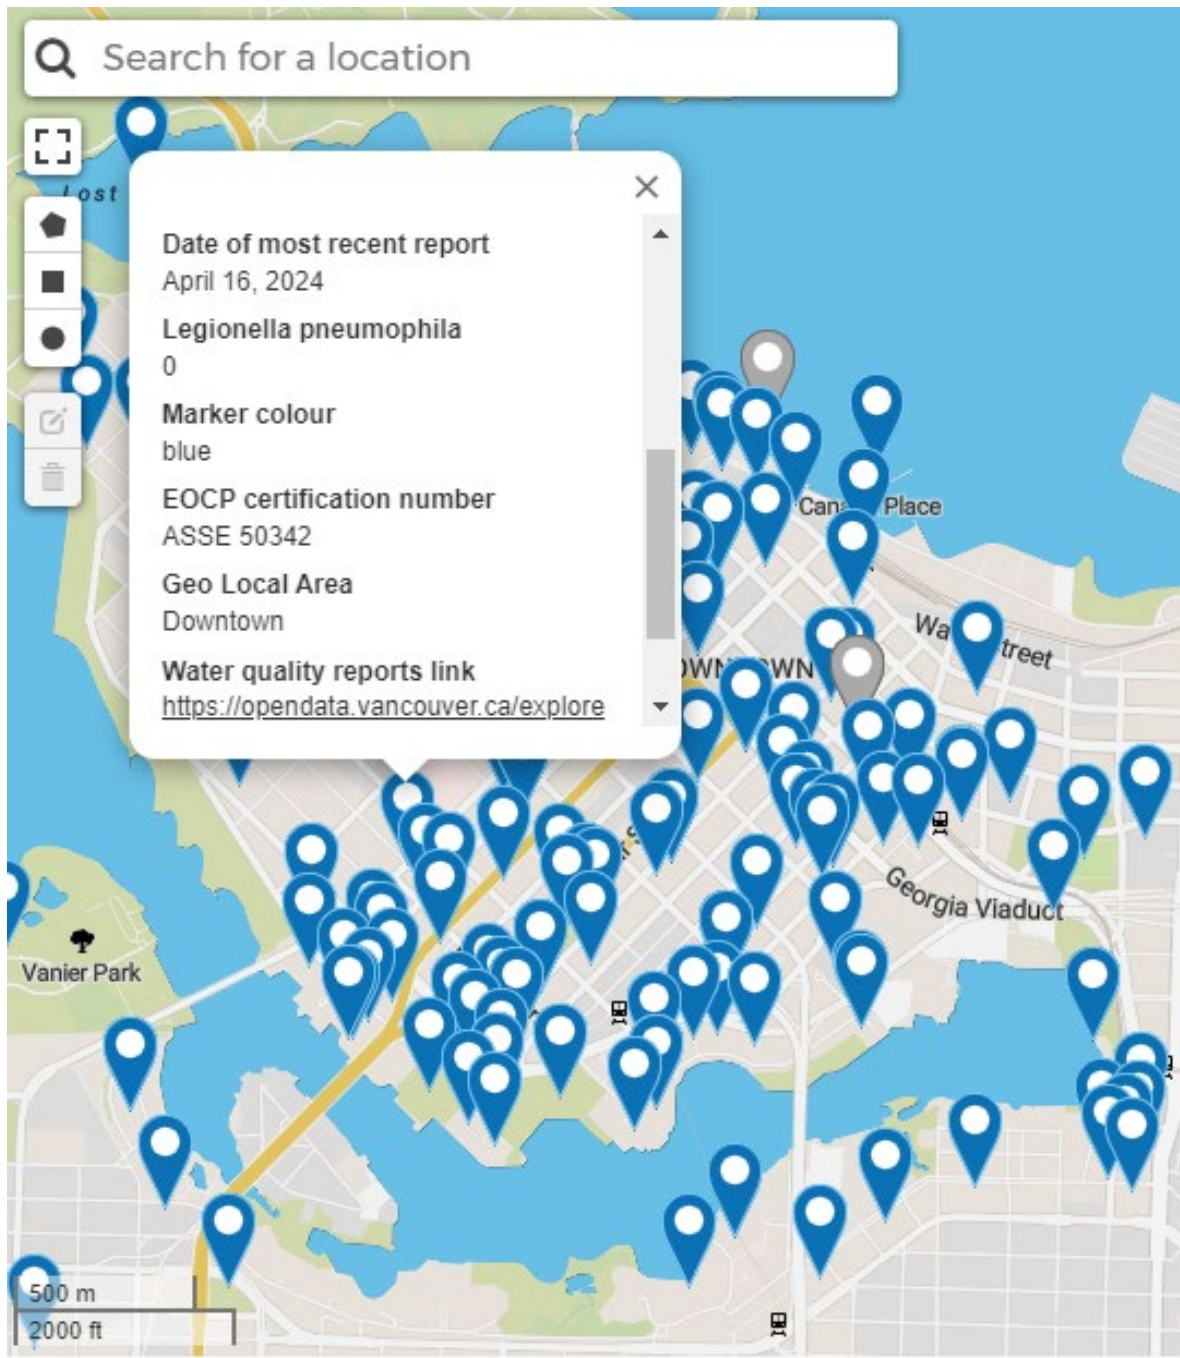 Search for a location
Lost
Date of most recent report
April 16, 2024
Legionella pneumophila
0
Marker colour
blue
EOCP certification number
ASSE 50342
Geo Local Area
Downtown
Water quality reports link
https://opendata.vancouver.ca/explore
Place
Georgia Viaduct
Vanier Park
500 m
2000 ft